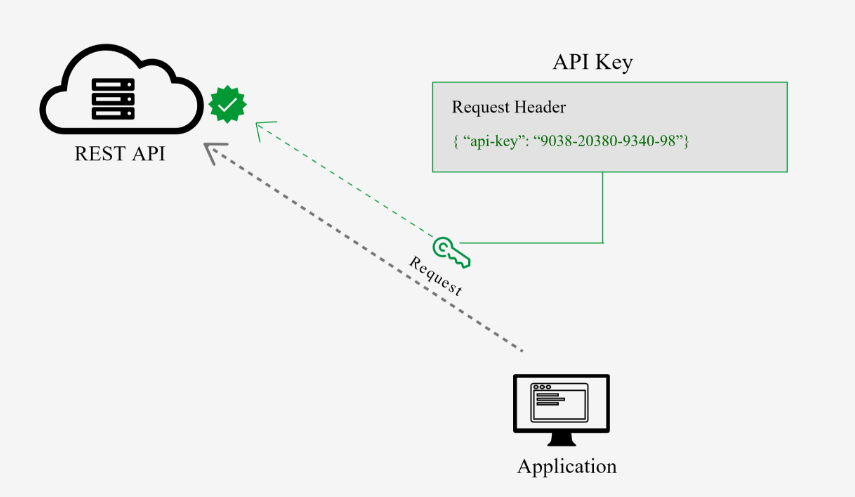 API Key
Request Header
{ “api-key”: “9038-20380-9340-98”}
REST API
Request
Application